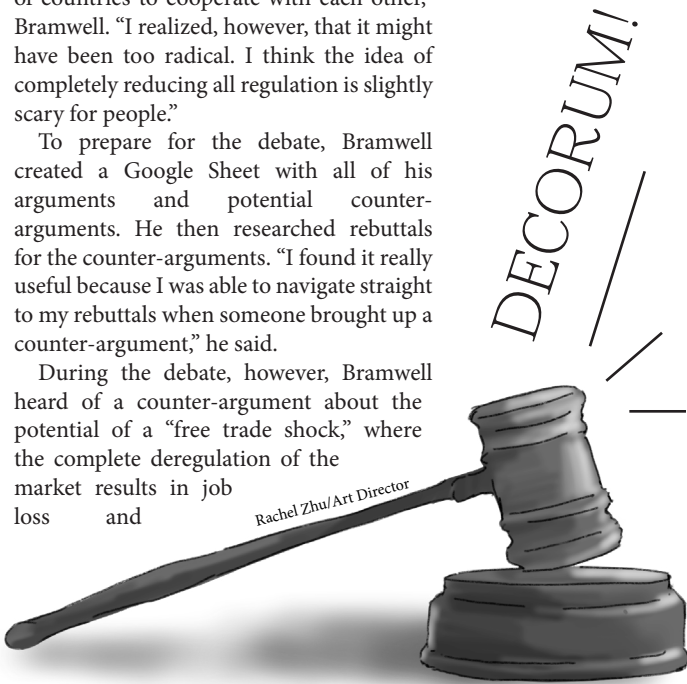 of countries to cooperate with each other,”
Bramwell. “I realized, however, that it might
have been too radical. I think the idea of
completely reducing all regulation is slightly
scary for people.”
To prepare for the debate, Bramwell
created a Google Sheet with all of his
arguments and potential counter-
arguments. He then researched rebuttals
for the counter-arguments. “I found it really
useful because I was able to navigate straight
to my rebuttals when someone brought up a
counter-argument,” he said.
During the debate, however, Bramwell
heard of a counter-argument about the
potential of a “free trade shock,” where
the complete deregulation of the
market results in job
loss and
Rachel Zhu/Art Director
DECORUM!